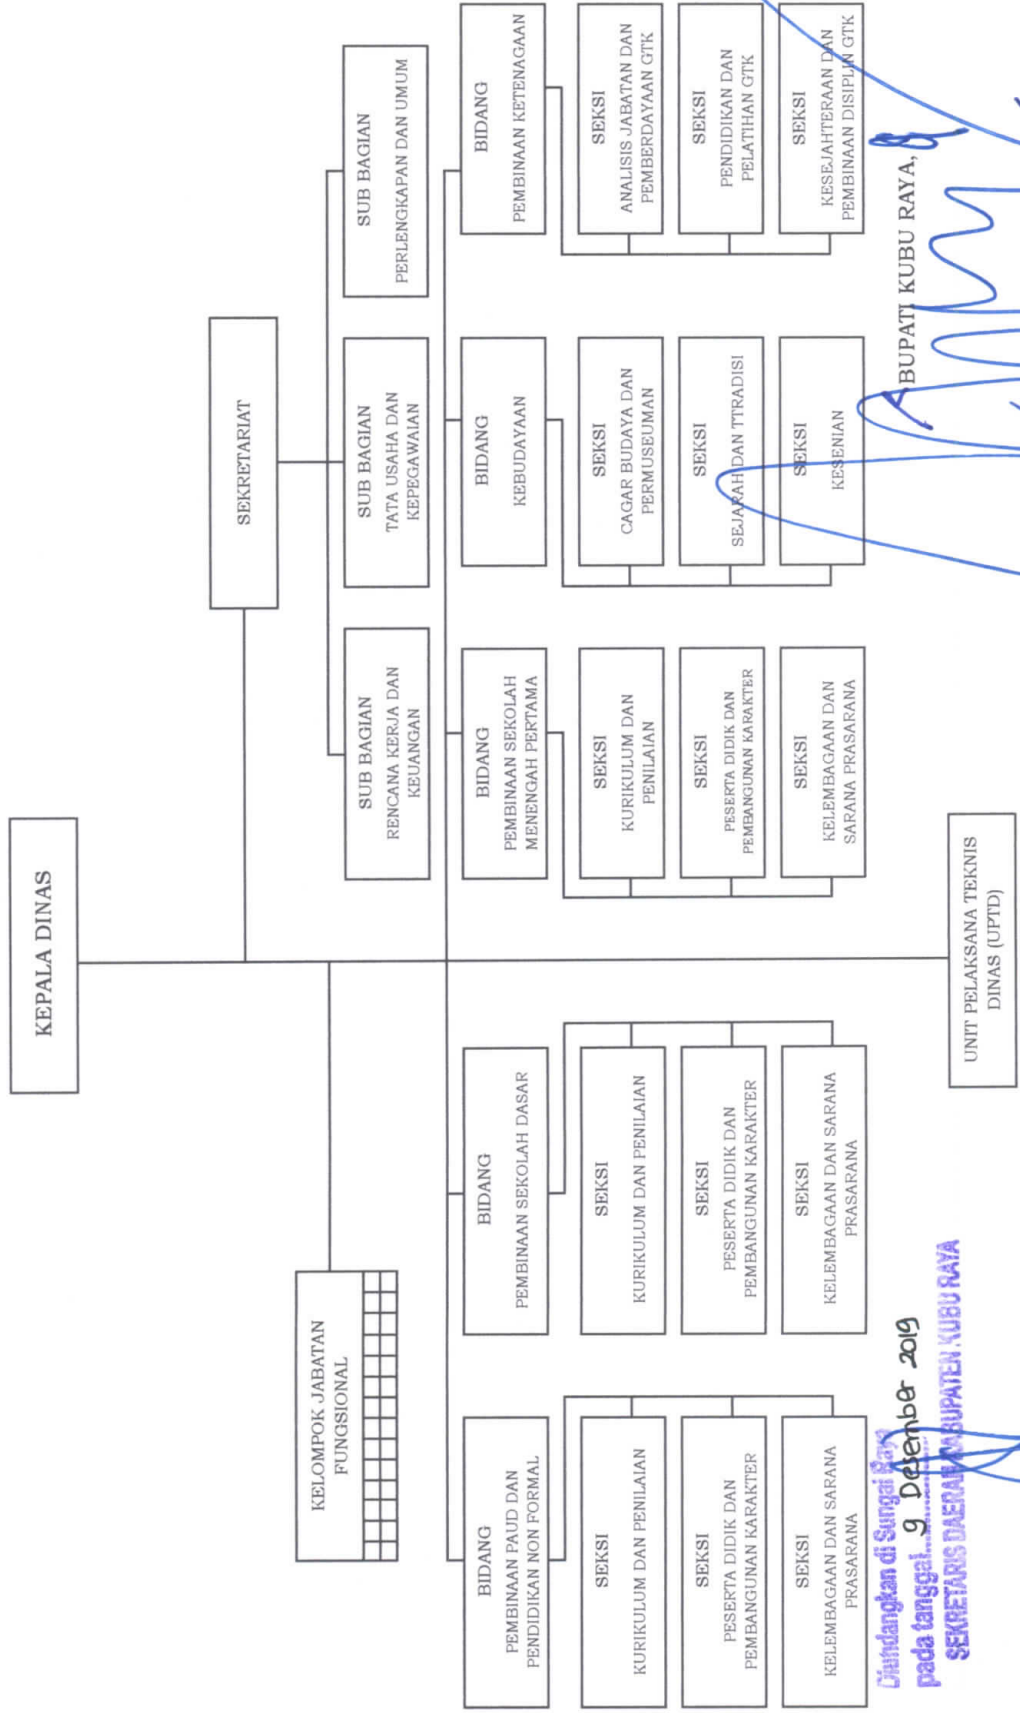 KEPALA DINAS
SEKRETARIAT
KELOMPOK JABATAN
FUNGSIONAL
SUB BAGIAN
RENCANA KERJA DAN
KEUANGAN
SUB BAGIAN
TATA USAHA DAN
KEPEGAWAIAN
SUB BAGIAN
PERLENGKAPAN DAN UMUM
BIDANG
PEMBINAAN PAUD DAN
PENDIDIKAN NON FORMAL
SEKSI
KURIKULUM DAN PENILAIAN
SEKSI
PESERTA DIDIK DAN
PEMBANGUNAN KARAKTER
SEKSI
KELEMBAGAAN DAN SARANA
PRASARANA
BIDANG
PEMBINAAN SEKOLAH DASAR
SEKSI
KURIKULUM DAN PENILAIAN
SEKSI
PESERTA DIDIK DAN
PEMBANGUNAN KARAKTER
SEKSI
KELEMBAGAAN DAN SARANA
PRASARANA
BIDANG
PEMBINAAN SEKOLAH
MENENGAH PERTAMA
SEKSI
KURIKULUM DAN
PENILAIAN
SEKSI
PESERTA DIDIK DAN
PEMBANGUNAN KARAKTER
SEKSI
KELEMBAGAAN DAN
SARANA PRASARANA
BIDANG
KEBUDAYAAN
SEKSI
CAGAR BUDAYA DAN
PERMUSEUMAN
SEKSI
SEJARAH DAN TTRADISI
SEKSI
KESENIAN
BIDANG
PEMBINAAN KETENAGAAN
SEKSI
ANALISIS JABATAN DAN
PEMBERDAYAAN GTK
SEKSI
PENDIDIKAN DAN
PELATIHAN GTK
SEKSI
KESEJAHTERAAN DAN
PEMBINAAN DISIPLIN GTK
UNIT PELAKSANA TEKNIS
DINAS (UPTD)
BUPATI KUBU RAYA,
Diundangkan di Sungai Raya
pada tanggal 9 Desember 2019
SEKRETARIS DAERAH KABUPATEN KUBU RAYA